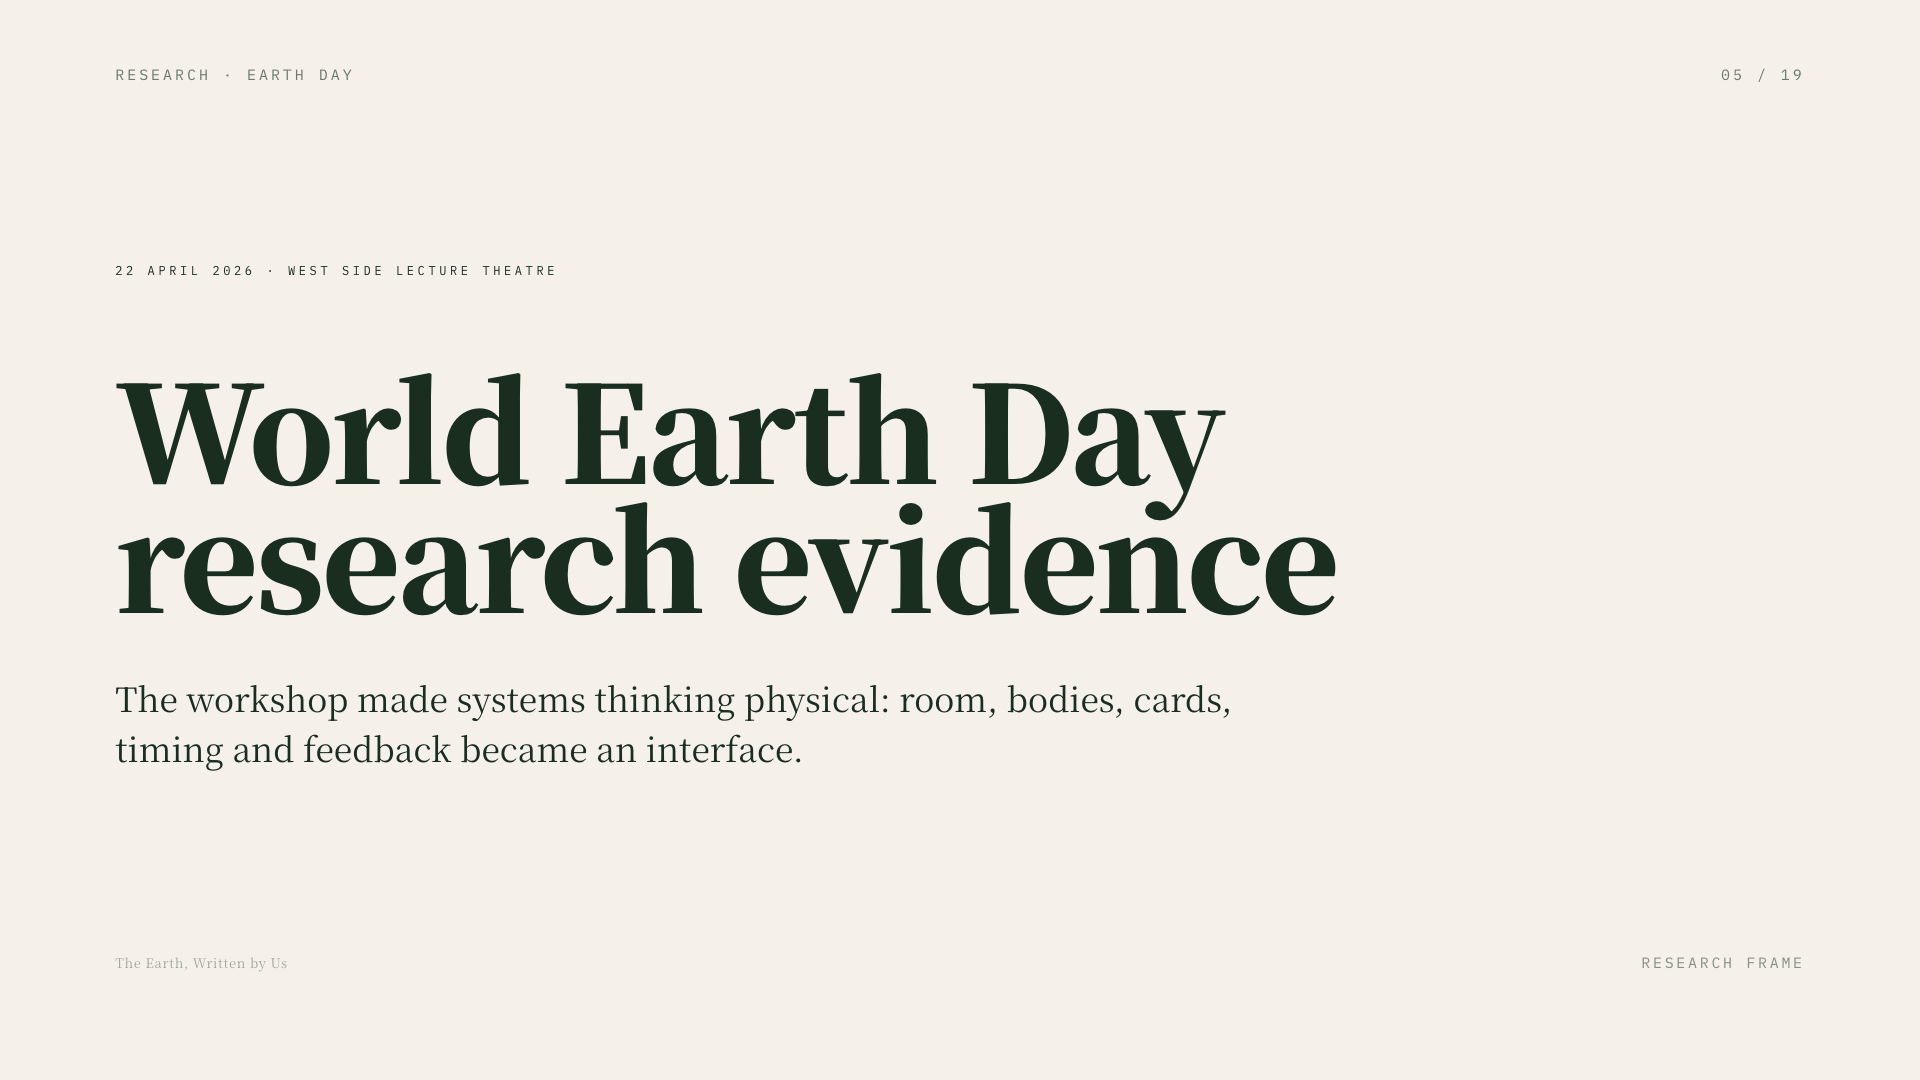 RESEARCH · EARTH DAY
05 / 19
22 APRIL 2026 · WEST SIDE LECTURE THEATRE
World Earth Day
research evidence
The workshop made systems thinking physical: room, bodies, cards,
timing and feedback became an interface.
The Earth, Written by Us
RESEARCH FRAME